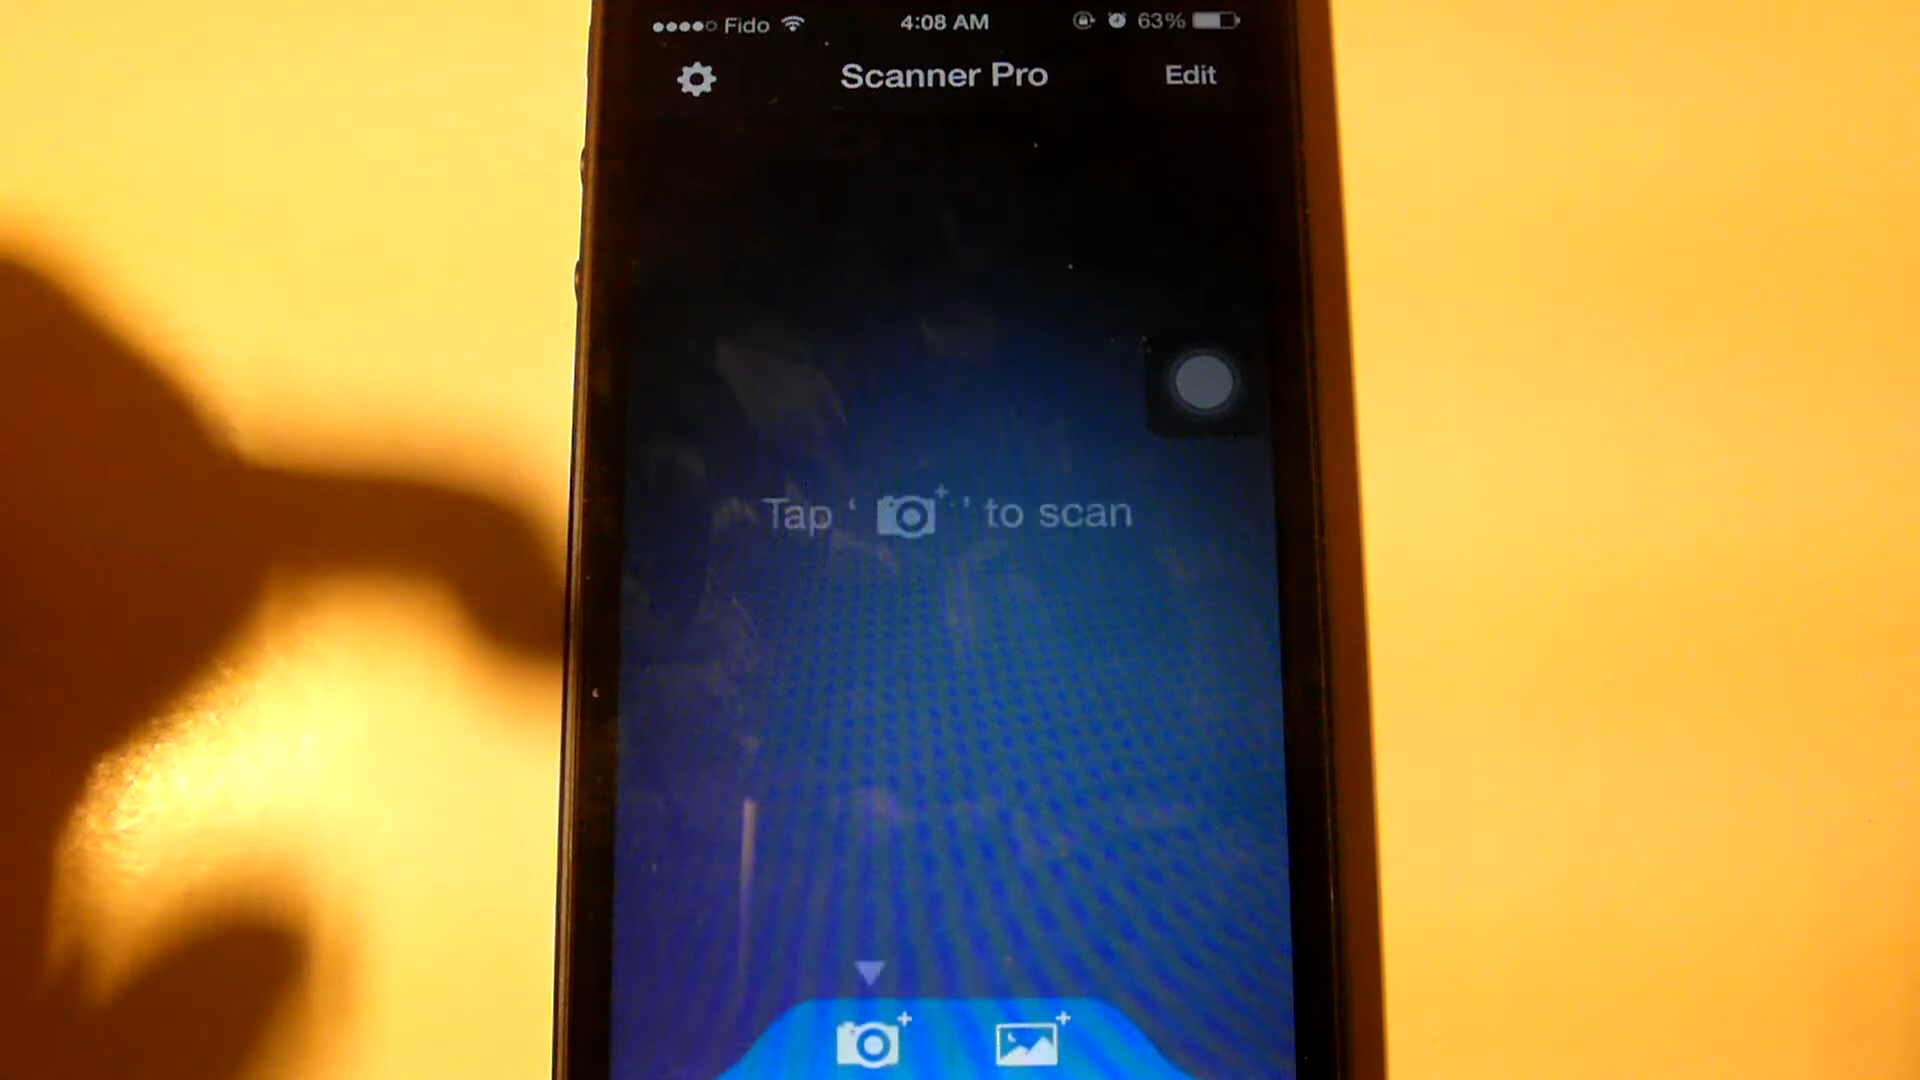 Fido 4:08 AM 63%
Scanner Pro Edit
Tap ' ' to scan